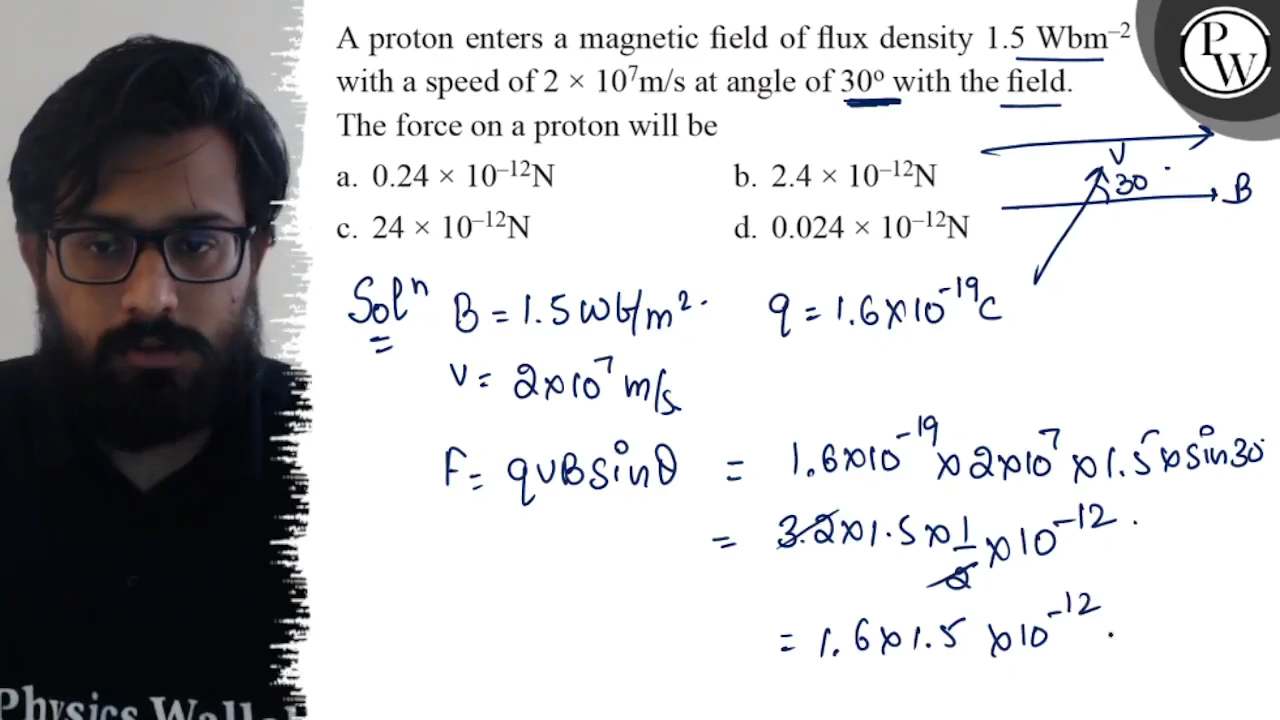 A proton enters a magnetic field of flux density 1.5 Wbm⁻²
with a speed of 2 × 10⁷m/s at angle of 30° with the field.
The force on a proton will be
a. 0.24 × 10⁻¹²N b. 2.4 × 10⁻¹²N
c. 24 × 10⁻¹²N d. 0.024 × 10⁻¹²N
PW
V
30
B
Solⁿ B = 1.5 wb/m². q = 1.6×10⁻¹⁹C
V = 2×10⁷ m/s
F = qVBsinθ = 1.6×10⁻¹⁹ × 2×10⁷ × 1.5 × sin30
= 3.2×1.5×1/2 ×10⁻¹².
= 1.6×1.5 ×10⁻¹².
Physics Wall